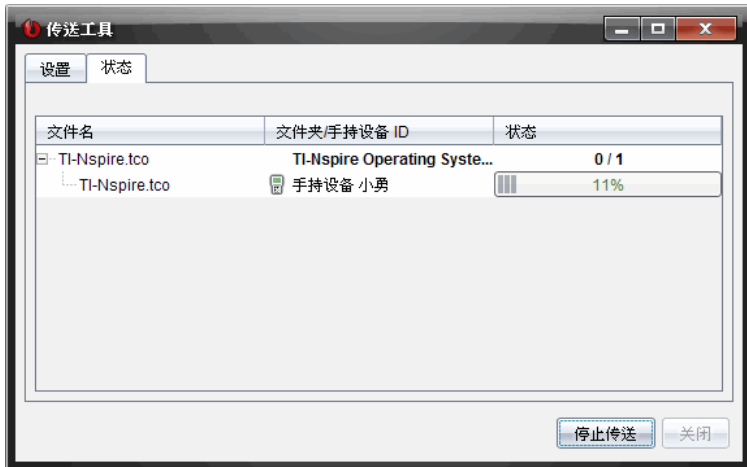 传送工具
设置 状态
文件名 文件夹/手持设备 ID 状态
TI-Nspire.tco TI-Nspire Operating Syste... 0 / 1
TI-Nspire.tco 手持设备 小勇 11%
停止传送 关闭